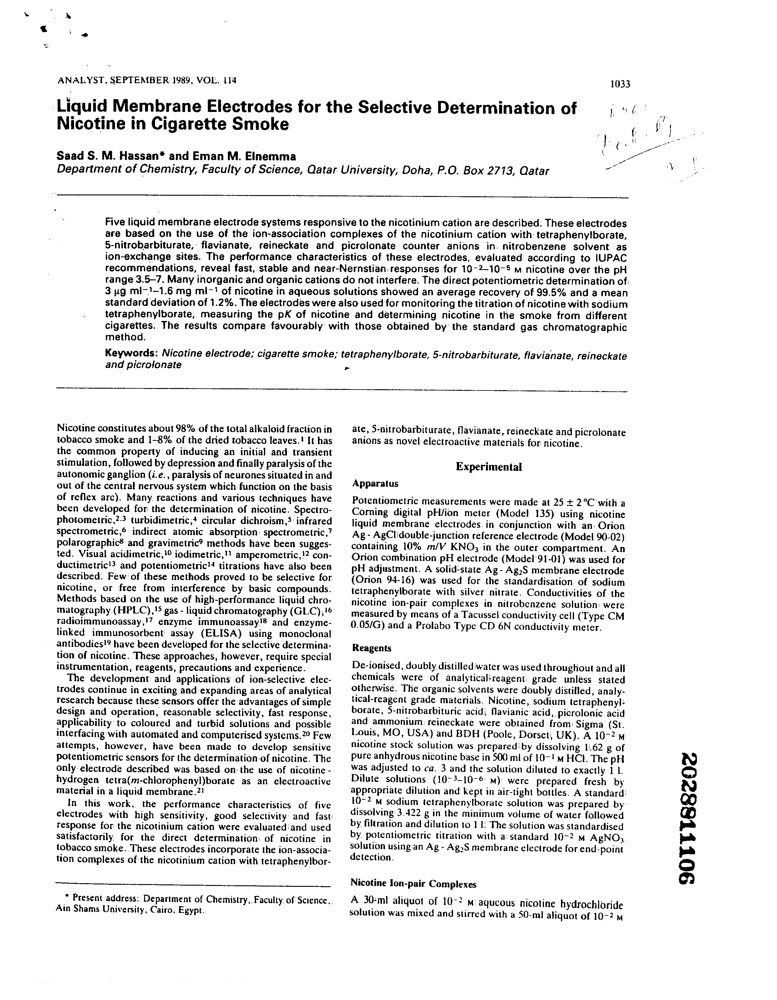 ANALYST, SEPTEMBER 1989, VOL. 114
1033
Liquid Membrane Electrodes for the Selective Determination of
Nicotine in Cigarette Smoke
Saad S. M. Hassan* and Eman M. Elnemma
Department of Chemistry, Faculty of Science, Qatar University, Doha, P.O. Box 2713, Qatar
Five liquid membrane electrode systems responsive to the nicotinium cation are described. These electrodes
are based on the use of the ion-association complexes of the nicotinium cation with tetraphenylborate,
5-nitrobarbiturate, flavianate, reineckate and picrolonate counter anions in nitrobenzene solvent as
ion-exchange sites. The performance characteristics of these electrodes, evaluated according to IUPAC
recommendations, reveal fast, stable and near-Nernstian responses for 10⁻²–10⁻⁵ M nicotine over the pH
range 3.5–7. Many inorganic and organic cations do not interfere. The direct potentiometric determination of
3 µg ml⁻¹–1.6 mg ml⁻¹ of nicotine in aqueous solutions showed an average recovery of 99.5% and a mean
standard deviation of 1.2%. The electrodes were also used for monitoring the titration of nicotine with sodium
tetraphenylborate, measuring the pK of nicotine and determining nicotine in the smoke from different
cigarettes. The results compare favourably with those obtained by the standard gas chromatographic
method.
Keywords: Nicotine electrode; cigarette smoke; tetraphenylborate, 5-nitrobarbiturate, flavianate, reineckate
and picrolonate
Nicotine constitutes about 98% of the total alkaloid fraction in
tobacco smoke and 1–8% of the dried tobacco leaves.¹ It has
the common property of inducing an initial and transient
stimulation, followed by depression and finally paralysis of the
autonomic ganglion (i.e., paralysis of neurones situated in and
out of the central nervous system which function on the basis
of reflex arc). Many reactions and various techniques have
been developed for the determination of nicotine. Spectro-
photometric,²,³ turbidimetric,⁴ circular dichroism,⁵ infrared
spectrometric,⁶ indirect atomic absorption spectrometric,⁷
polarographic⁸ and gravimetric⁹ methods have been sugges-
ted. Visual acidimetric,¹⁰ iodimetric,¹¹ amperometric,¹² con-
ductimetric¹³ and potentiometric¹⁴ titrations have also been
described. Few of these methods proved to be selective for
nicotine, or free from interference by basic compounds.
Methods based on the use of high-performance liquid chro-
matography (HPLC),¹⁵ gas - liquid chromatography (GLC),¹⁶
radioimmunoassay,¹⁷ enzyme immunoassay¹⁸ and enzyme-
linked immunosorbent assay (ELISA) using monoclonal
antibodies¹⁹ have been developed for the selective determina-
tion of nicotine. These approaches, however, require special
instrumentation, reagents, precautions and experience.
The development and applications of ion-selective elec-
trodes continue in exciting and expanding areas of analytical
research because these sensors offer the advantages of simple
design and operation, reasonable selectivity, fast response,
applicability to coloured and turbid solutions and possible
interfacing with automated and computerised systems.²⁰ Few
attempts, however, have been made to develop sensitive
potentiometric sensors for the determination of nicotine. The
only electrode described was based on the use of nicotine -
hydrogen tetra(m-chlorophenyl)borate as an electroactive
material in a liquid membrane.²¹
In this work, the performance characteristics of five
electrodes with high sensitivity, good selectivity and fast
response for the nicotinium cation were evaluated and used
satisfactorily for the direct determination of nicotine in
tobacco smoke. These electrodes incorporate the ion-associa-
tion complexes of the nicotinium cation with tetraphenylbor-
* Present address: Department of Chemistry, Faculty of Science,
Ain Shams University, Cairo, Egypt.
ate, 5-nitrobarbiturate, flavianate, reineckate and picrolonate
anions as novel electroactive materials for nicotine.
Experimental
Apparatus
Potentiometric measurements were made at 25 ± 2 °C with a
Corning digital pH/ion meter (Model 135) using nicotine
liquid membrane electrodes in conjunction with an Orion
Ag - AgCl double-junction reference electrode (Model 90-02)
containing 10% m/V KNO₃ in the outer compartment. An
Orion combination pH electrode (Model 91-01) was used for
pH adjustment. A solid-state Ag - Ag₂S membrane electrode
(Orion 94-16) was used for the standardisation of sodium
tetraphenylborate with silver nitrate. Conductivities of the
nicotine ion-pair complexes in nitrobenzene solution were
measured by means of a Tacussel conductivity cell (Type CM
0.05/G) and a Prolabo Type CD 6N conductivity meter.
Reagents
De-ionised, doubly distilled water was used throughout and all
chemicals were of analytical-reagent grade unless stated
otherwise. The organic solvents were doubly distilled, analy-
tical-reagent grade materials. Nicotine, sodium tetraphenyl-
borate, 5-nitrobarbituric acid, flavianic acid, picrolonic acid
and ammonium reineckate were obtained from Sigma (St.
Louis, MO, USA) and BDH (Poole, Dorset, UK). A 10⁻² M
nicotine stock solution was prepared by dissolving 1.62 g of
pure anhydrous nicotine base in 500 ml of 10⁻¹ M HCl. The pH
was adjusted to ca. 3 and the solution diluted to exactly 1 l.
Dilute solutions (10⁻³–10⁻⁶ M) were prepared fresh by
appropriate dilution and kept in air-tight bottles. A standard
10⁻² M sodium tetraphenylborate solution was prepared by
dissolving 3.422 g in the minimum volume of water followed
by filtration and dilution to 1 l. The solution was standardised
by potentiometric titration with a standard 10⁻² M AgNO₃
solution using an Ag - Ag₂S membrane electrode for end-point
detection.
Nicotine Ion-pair Complexes
A 30-ml aliquot of 10⁻² M aqueous nicotine hydrochloride
solution was mixed and stirred with a 50-ml aliquot of 10⁻² M
2028811106